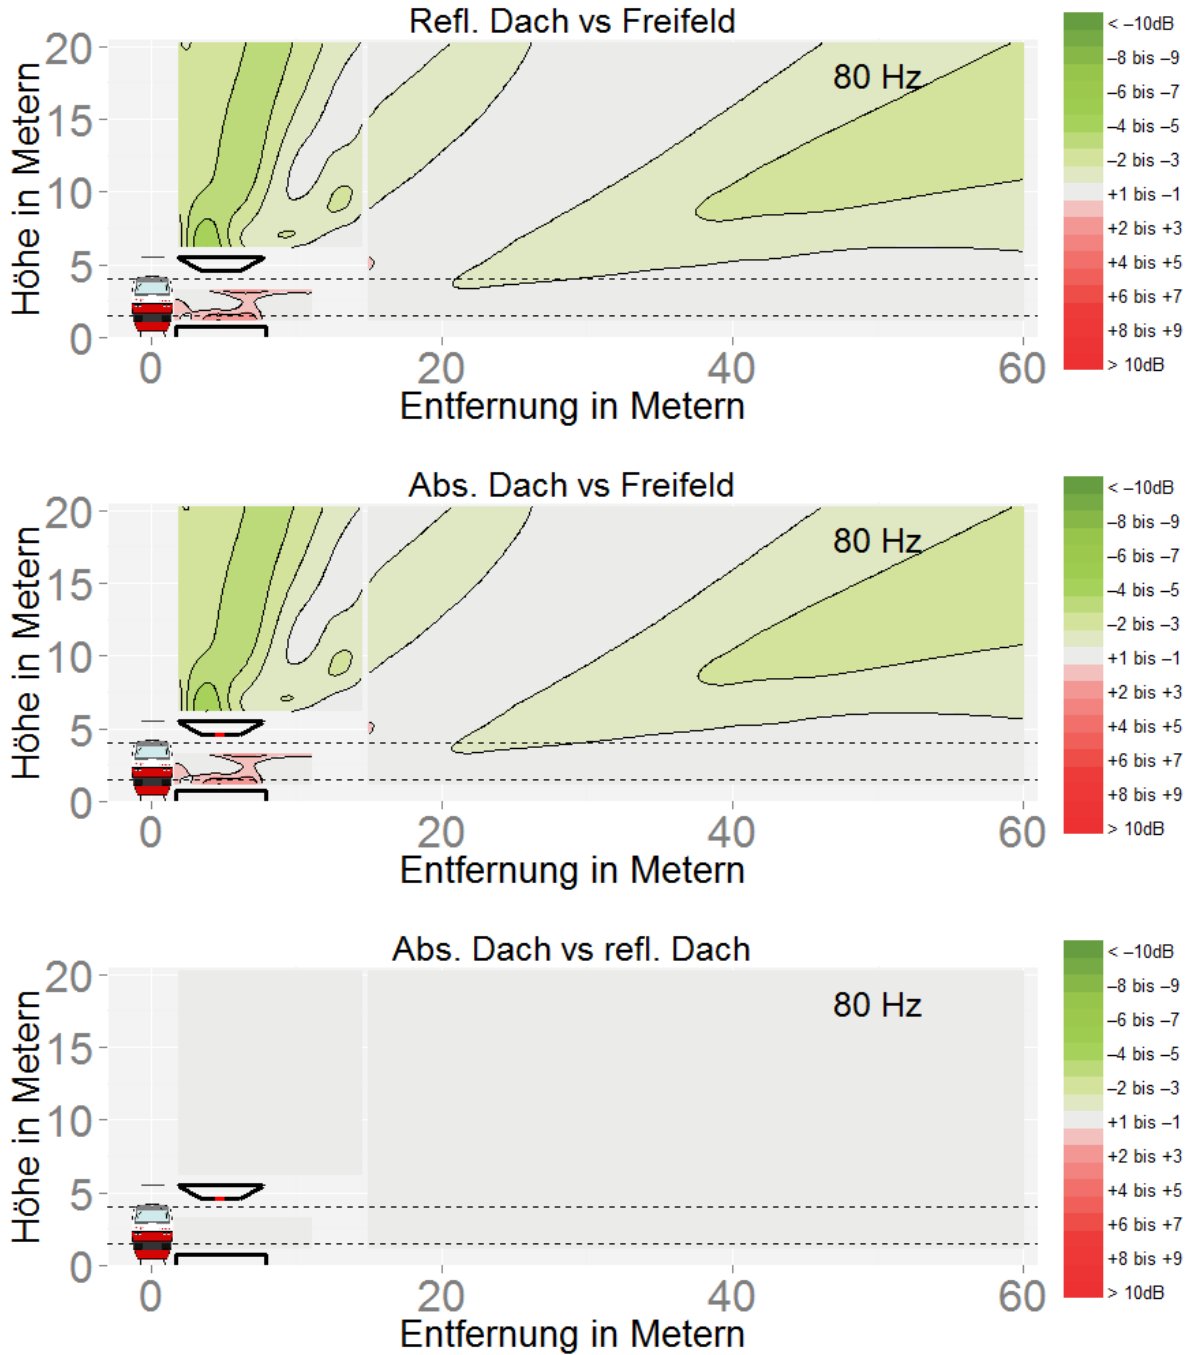 Refl. Dach vs Freifeld
80 Hz
Höhe in Metern
20
15
10
5
0
0 20 40 60
Entfernung in Metern
< –10dB
–8 bis –9
–6 bis –7
–4 bis –5
–2 bis –3
+1 bis –1
+2 bis +3
+4 bis +5
+6 bis +7
+8 bis +9
> 10dB
Abs. Dach vs Freifeld
80 Hz
Höhe in Metern
20
15
10
5
0
0 20 40 60
Entfernung in Metern
< –10dB
–8 bis –9
–6 bis –7
–4 bis –5
–2 bis –3
+1 bis –1
+2 bis +3
+4 bis +5
+6 bis +7
+8 bis +9
> 10dB
Abs. Dach vs refl. Dach
80 Hz
Höhe in Metern
20
15
10
5
0
0 20 40 60
Entfernung in Metern
< –10dB
–8 bis –9
–6 bis –7
–4 bis –5
–2 bis –3
+1 bis –1
+2 bis +3
+4 bis +5
+6 bis +7
+8 bis +9
> 10dB